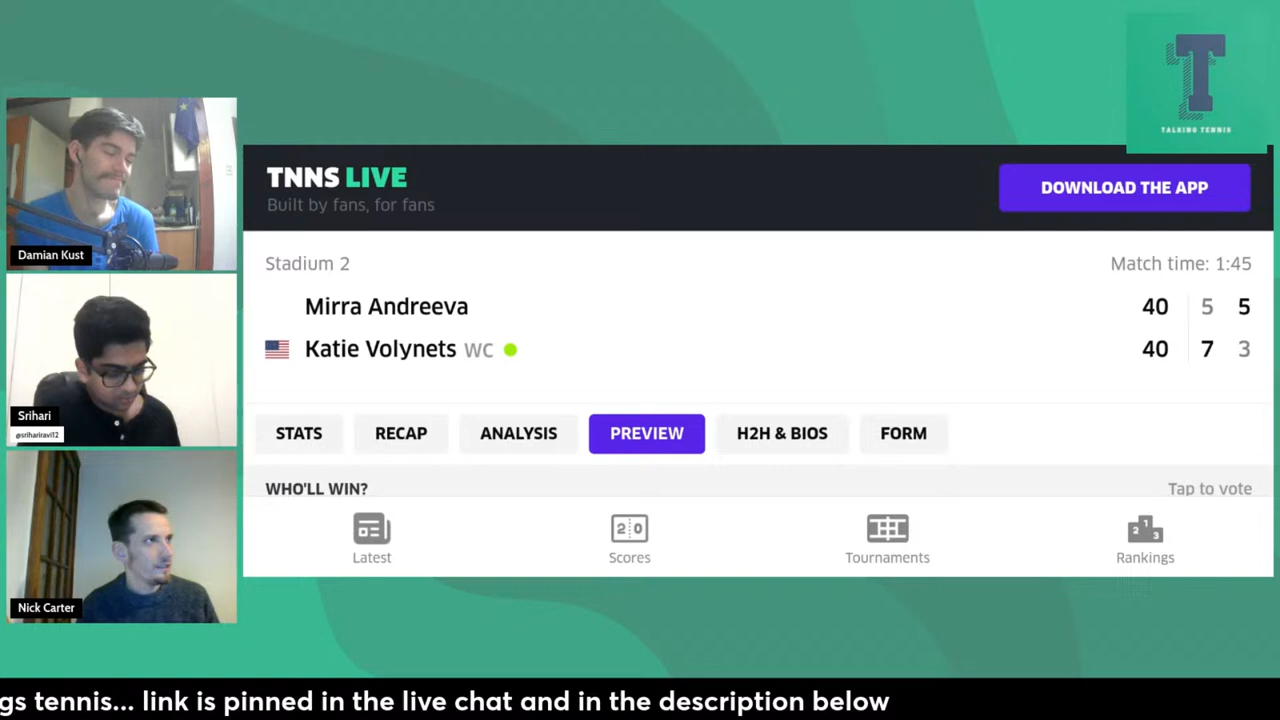 T
TALKING TENNIS
TNNS LIVE
Built by fans, for fans
DOWNLOAD THE APP
Damian Kust
Stadium 2
Match time: 1:45
Mirra Andreeva 40 5 5
Katie Volynets WC 40 7 3
Srihari
@srihariravi12
STATS RECAP ANALYSIS PREVIEW H2H & BIOS FORM
WHO'LL WIN?
Tap to vote
Latest
2 0
Scores
Tournaments
2 1 3
Rankings
Nick Carter
gs tennis... link is pinned in the live chat and in the description below